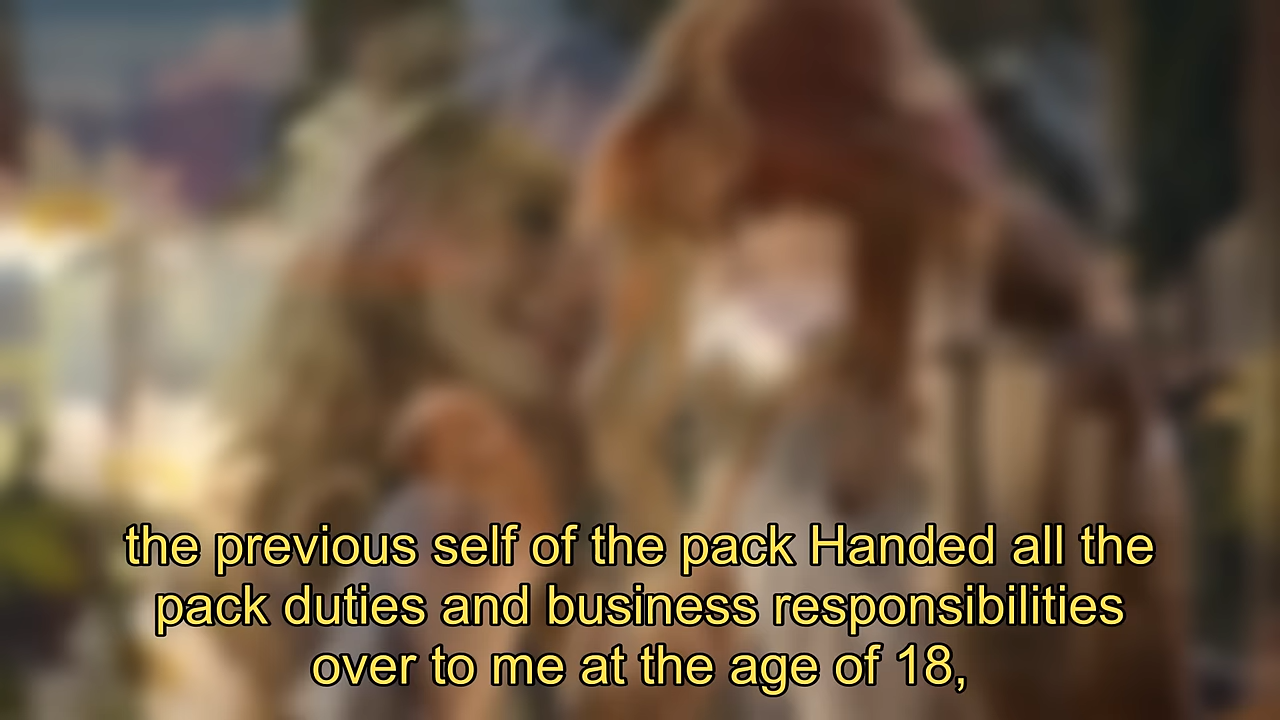 the previous self of the pack Handed all the
pack duties and business responsibilities
over to me at the age of 18,